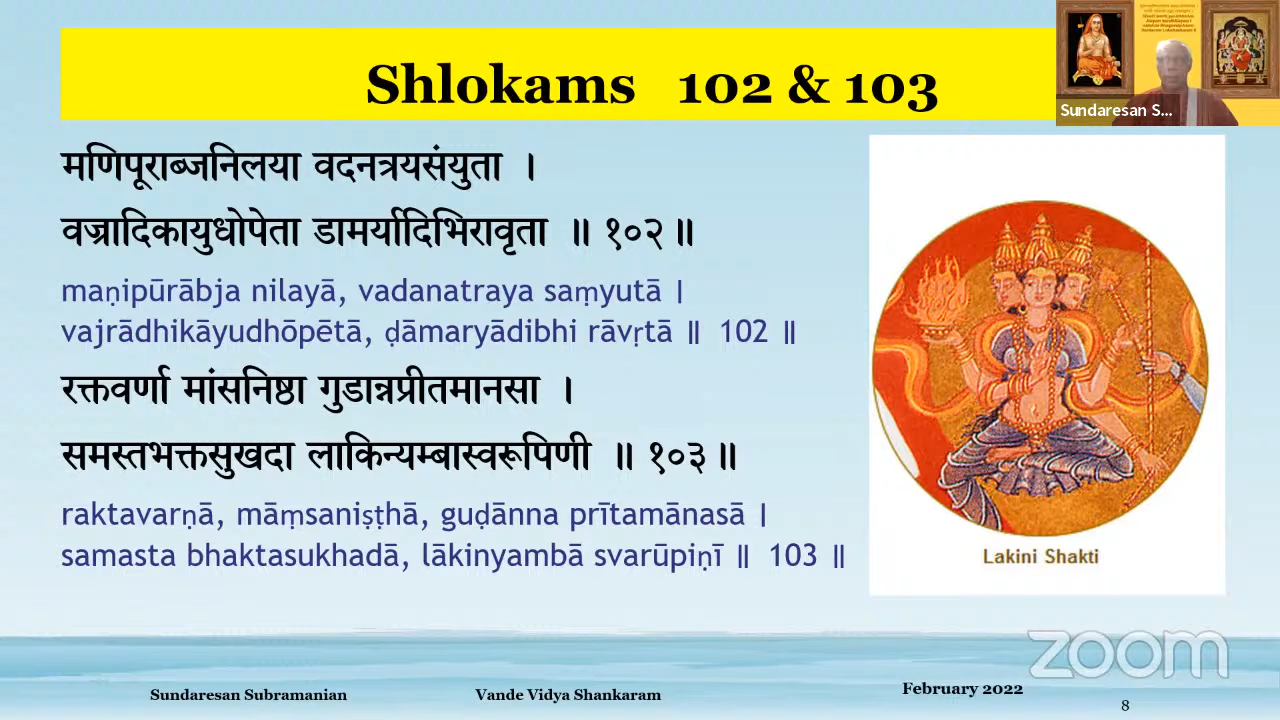 Shlokams 102 & 103
Sundaresan S...
मणिपूराब्जनिलया वदनत्रयसंयुता ।
वज्रादिकायुधोपेता डामर्यादिभिरावृता ॥ १०२॥
maṇipūrābja nilayā, vadanatraya saṃyutā |
vajrādhikāyudhōpētā, ḍāmaryādibhi rāvṛtā ॥ 102 ॥
रक्तवर्णा मांसनिष्ठा गुडान्नप्रीतमानसा ।
समस्तभक्तसुखदा लाकिन्यम्बास्वरूपिणी ॥ १०३॥
raktavarṇā, māṃsaniṣṭhā, guḍānna prītamānasā |
samasta bhaktasukhadā, lākinyambā svarūpiṇī ॥ 103 ॥
Lakini Shakti
zoom
Sundaresan Subramanian
Vande Vidya Shankaram
February 2022
8